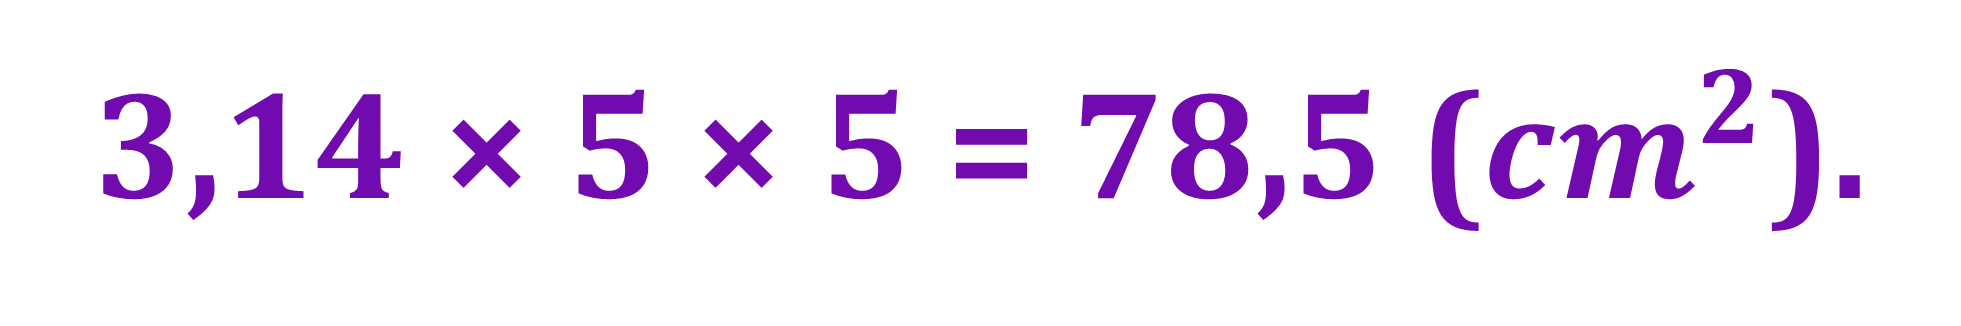 3,14 × 5 × 5 = 78,5 (cm²).